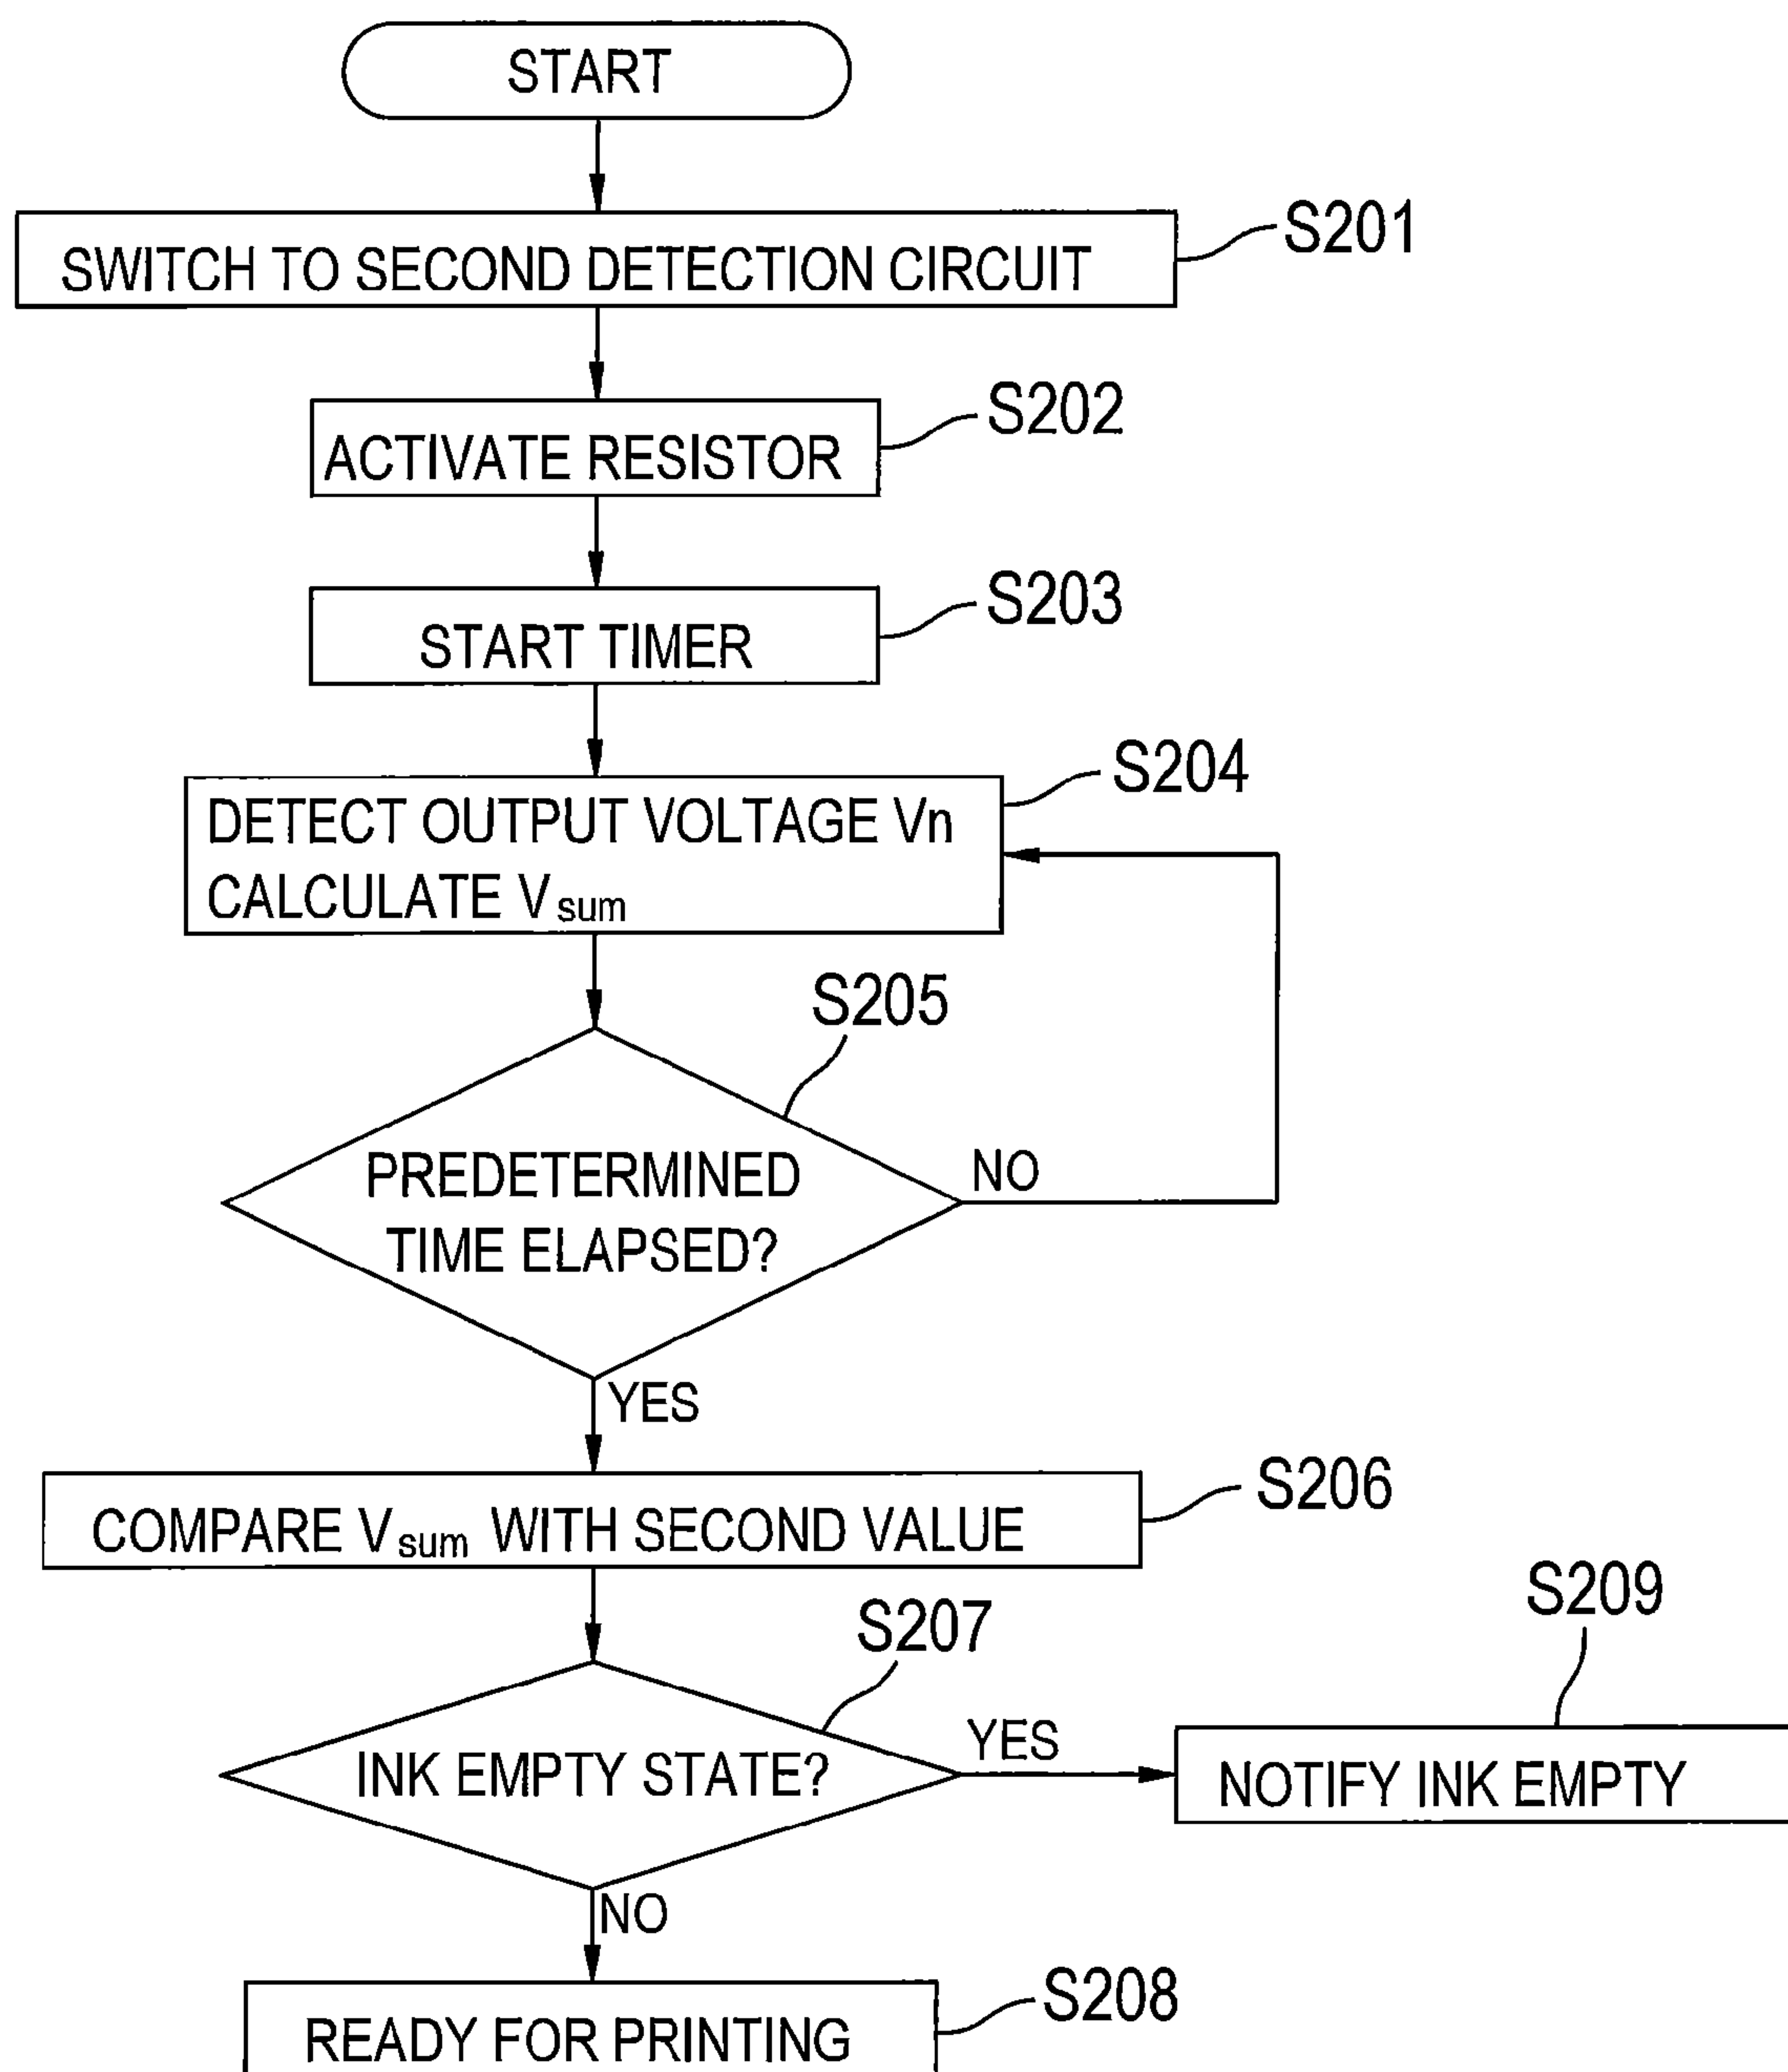 START
SWITCH TO SECOND DETECTION CIRCUIT
S201
ACTIVATE RESISTOR
S202
START TIMER
S203
DETECT OUTPUT VOLTAGE Vn
CALCULATE Vsum
S204
S205
PREDETERMINED
TIME ELAPSED?
NO
YES
COMPARE Vsum WITH SECOND VALUE
S206
S207
INK EMPTY STATE?
YES
S209
NOTIFY INK EMPTY
NO
READY FOR PRINTING
S208